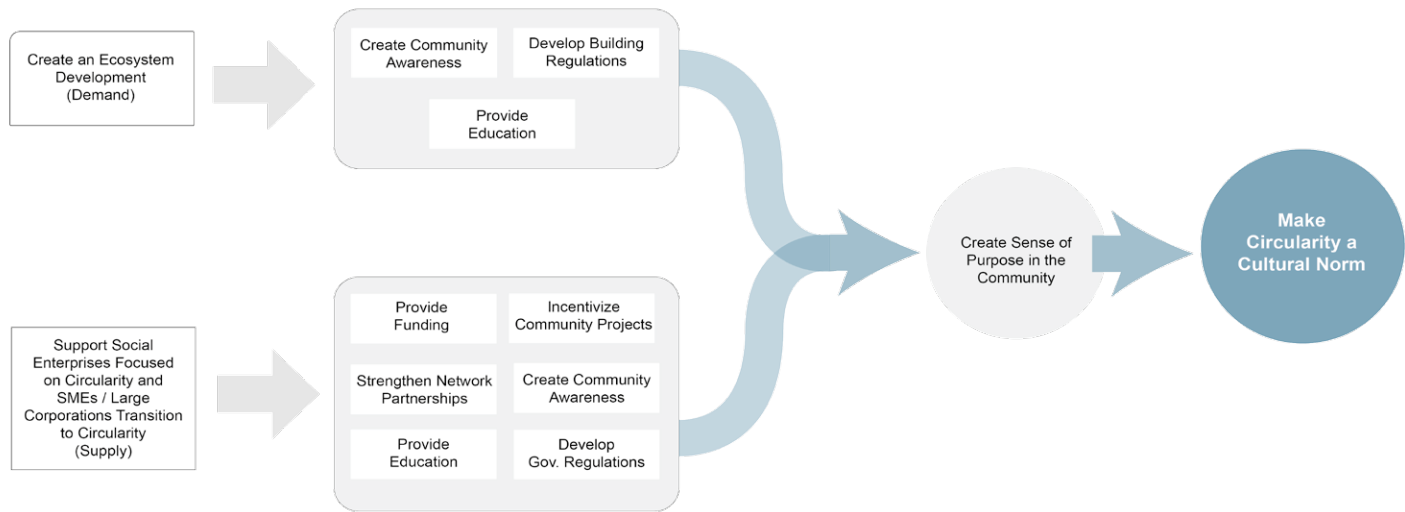 Create an Ecosystem
Development
(Demand)
Create Community
Awareness
Develop Building
Regulations
Provide
Education
Support Social
Enterprises Focused
on Circularity and
SMEs / Large
Corporations Transition
to Circularity
(Supply)
Provide
Funding
Incentivize
Community Projects
Strengthen Network
Partnerships
Create Community
Awareness
Provide
Education
Develop
Gov. Regulations
Create Sense of
Purpose in the
Community
Make
Circularity a
Cultural Norm